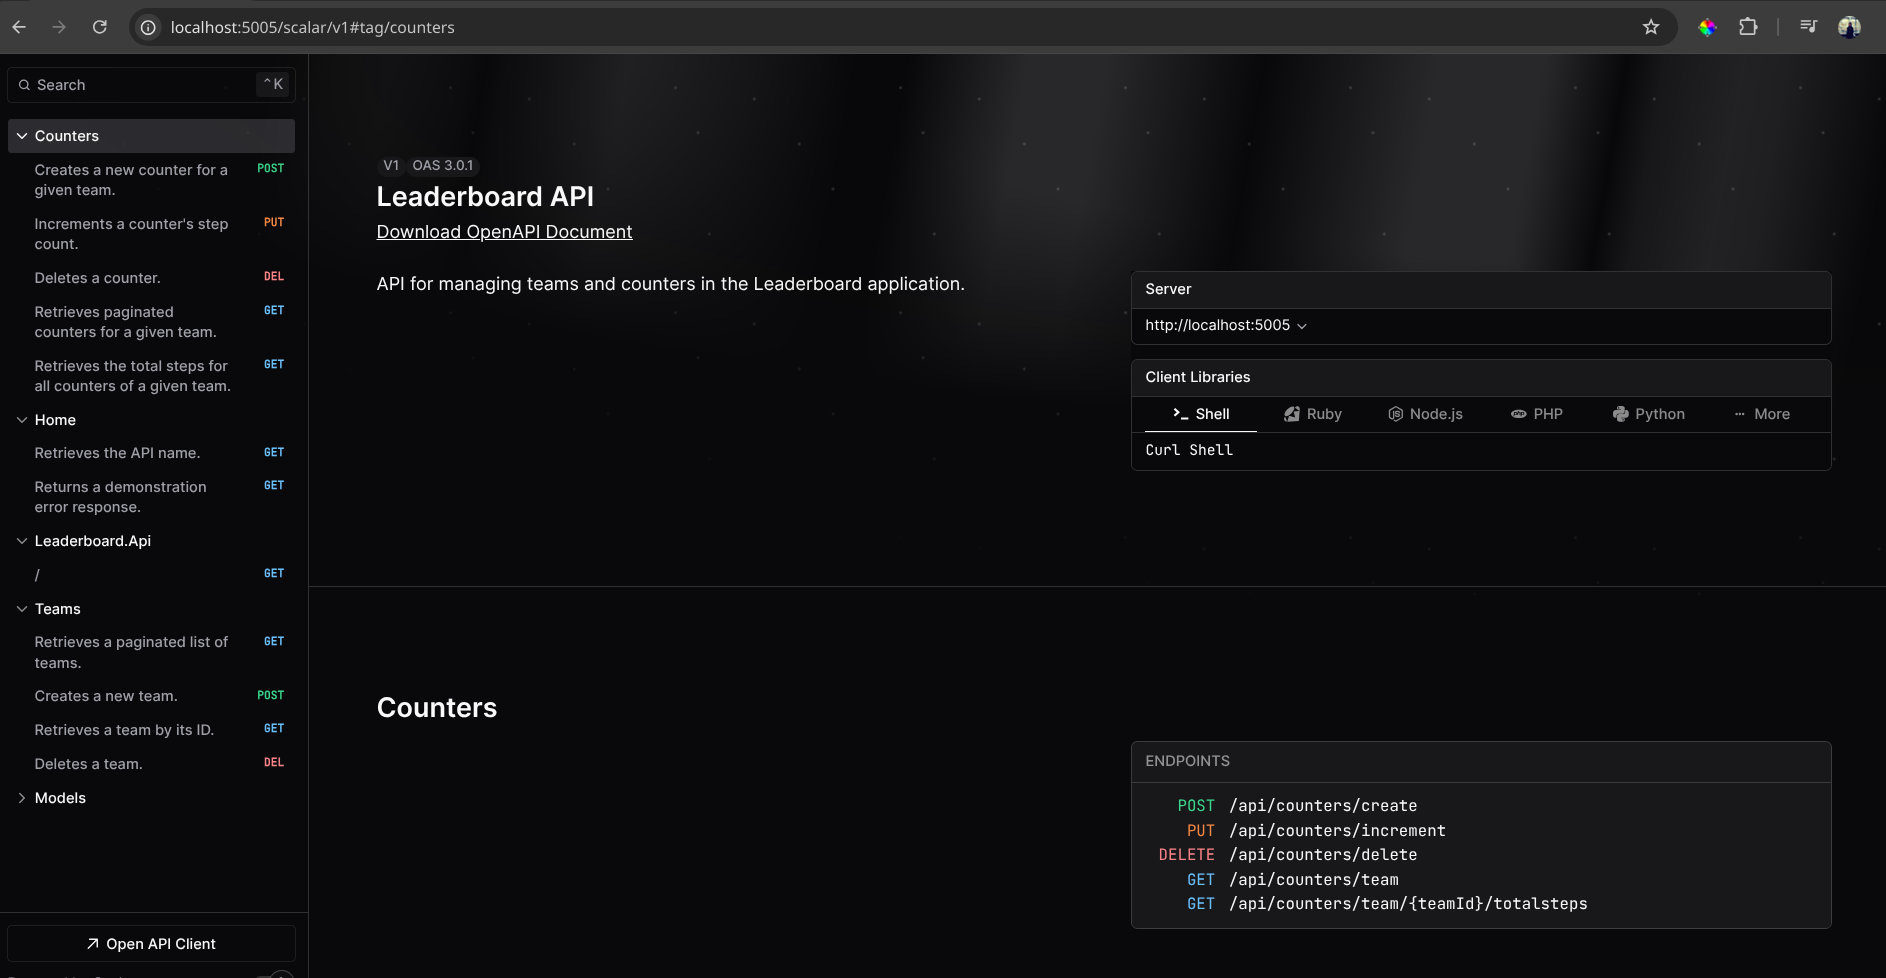 localhost:5005/scalar/v1#tag/counters
Search
^K
Counters
Creates a new counter for a
given team.
POST
Increments a counter's step
count.
PUT
Deletes a counter.
DEL
Retrieves paginated
counters for a given team.
GET
Retrieves the total steps for
all counters of a given team.
GET
Home
Retrieves the API name.
GET
Returns a demonstration
error response.
GET
Leaderboard.Api
/
GET
Teams
Retrieves a paginated list of
teams.
GET
Creates a new team.
POST
Retrieves a team by its ID.
GET
Deletes a team.
DEL
Models
Open API Client
V1 OAS 3.0.1
Leaderboard API
Download OpenAPI Document
API for managing teams and counters in the Leaderboard application.
Server
http://localhost:5005
Client Libraries
Shell Ruby Node.js PHP Python More
Curl Shell
Counters
ENDPOINTS
POST /api/counters/create
PUT /api/counters/increment
DELETE /api/counters/delete
GET /api/counters/team
GET /api/counters/team/{teamId}/totalsteps